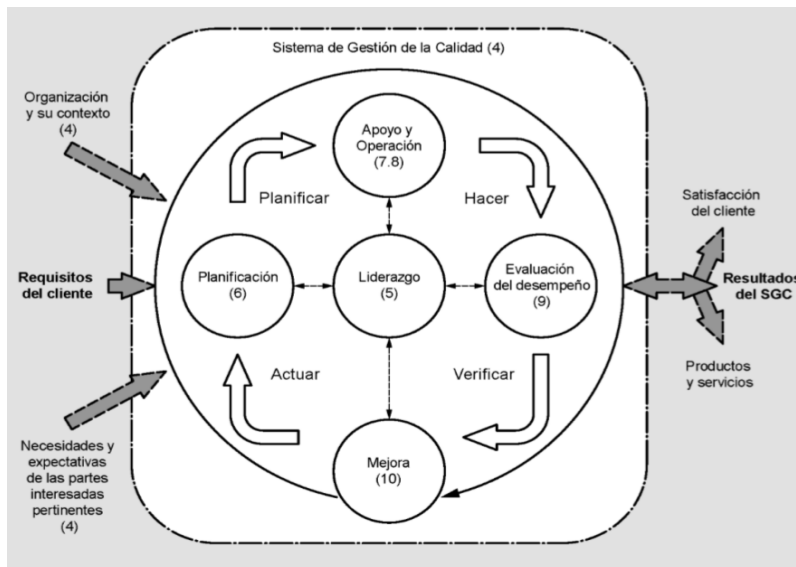 Sistema de Gestión de la Calidad (4)
Organización
y su contexto
(4)
Requisitos
del cliente
Necesidades y
expectativas
de las partes
interesadas
pertinentes
(4)
Apoyo y
Operación
(7.8)
Planificar
Hacer
Planificación
(6)
Liderazgo
(5)
Evaluación
del desempeño
(9)
Actuar
Verificar
Mejora
(10)
Satisfacción
del cliente
Resultados
del SGC
Productos
y servicios